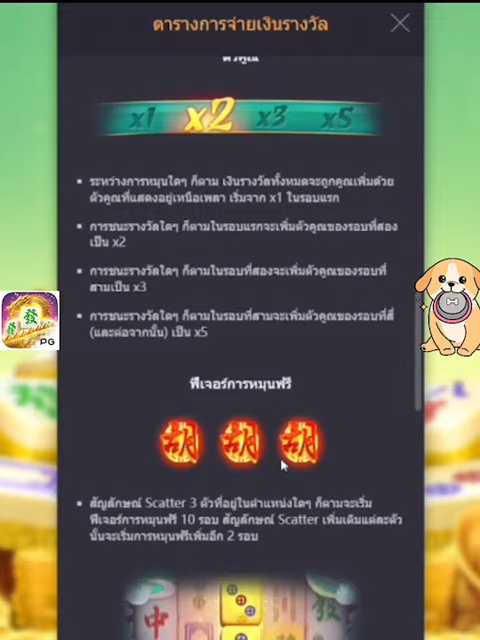 ตารางการจ่ายเงินรางวัล
ตัวคูณ
x1 x2 x3 x5
ระหว่างการหมุนใดๆ ก็ตาม เงินรางวัลทั้งหมดจะถูกคูณเพิ่มด้วย
ตัวคูณที่แสดงอยู่เหนือเพลา เริ่มจาก x1 ในรอบแรก
การชนะรางวัลใดๆ ก็ตามในรอบแรกจะเพิ่มตัวคูณของรอบที่สอง
เป็น x2
การชนะรางวัลใดๆ ก็ตามในรอบที่สองจะเพิ่มตัวคูณของรอบที่
สามเป็น x3
การชนะรางวัลใดๆ ก็ตามในรอบที่สามจะเพิ่มตัวคูณของรอบที่สี่
(และต่อจากนั้น) เป็น x5
發
PG
ฟีเจอร์การหมุนฟรี
胡 胡 胡
สัญลักษณ์ Scatter 3 ตัวที่อยู่ในตำแหน่งใดๆ ก็ตามจะเริ่ม
ฟีเจอร์การหมุนฟรี 10 รอบ สัญลักษณ์ Scatter เพิ่มเติมแต่ละตัว
นั้นจะเริ่มการหมุนฟรีเพิ่มอีก 2 รอบ
中 發